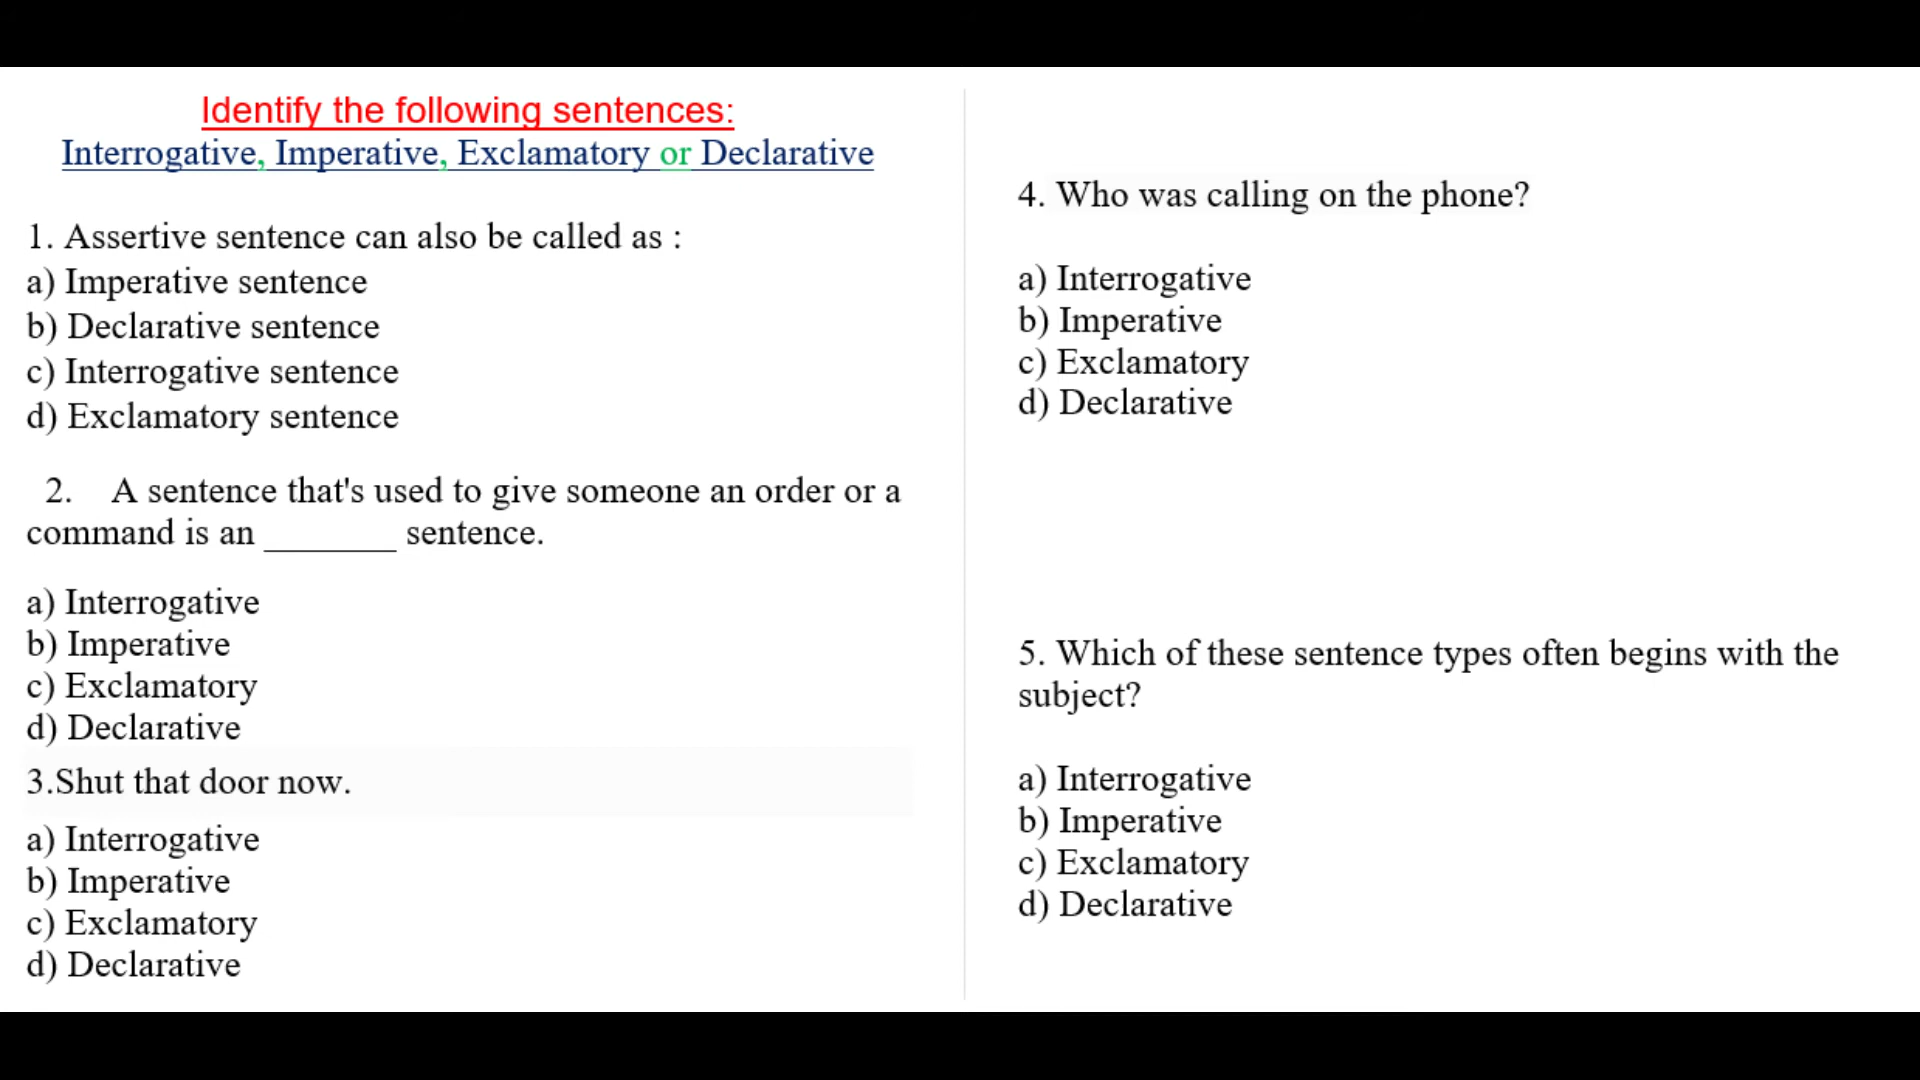 Identify the following sentences:
Interrogative, Imperative, Exclamatory or Declarative
1. Assertive sentence can also be called as :
a) Imperative sentence
b) Declarative sentence
c) Interrogative sentence
d) Exclamatory sentence
2. A sentence that's used to give someone an order or a
command is an _______ sentence.
a) Interrogative
b) Imperative
c) Exclamatory
d) Declarative
3.Shut that door now.
a) Interrogative
b) Imperative
c) Exclamatory
d) Declarative
4. Who was calling on the phone?
a) Interrogative
b) Imperative
c) Exclamatory
d) Declarative
5. Which of these sentence types often begins with the
subject?
a) Interrogative
b) Imperative
c) Exclamatory
d) Declarative